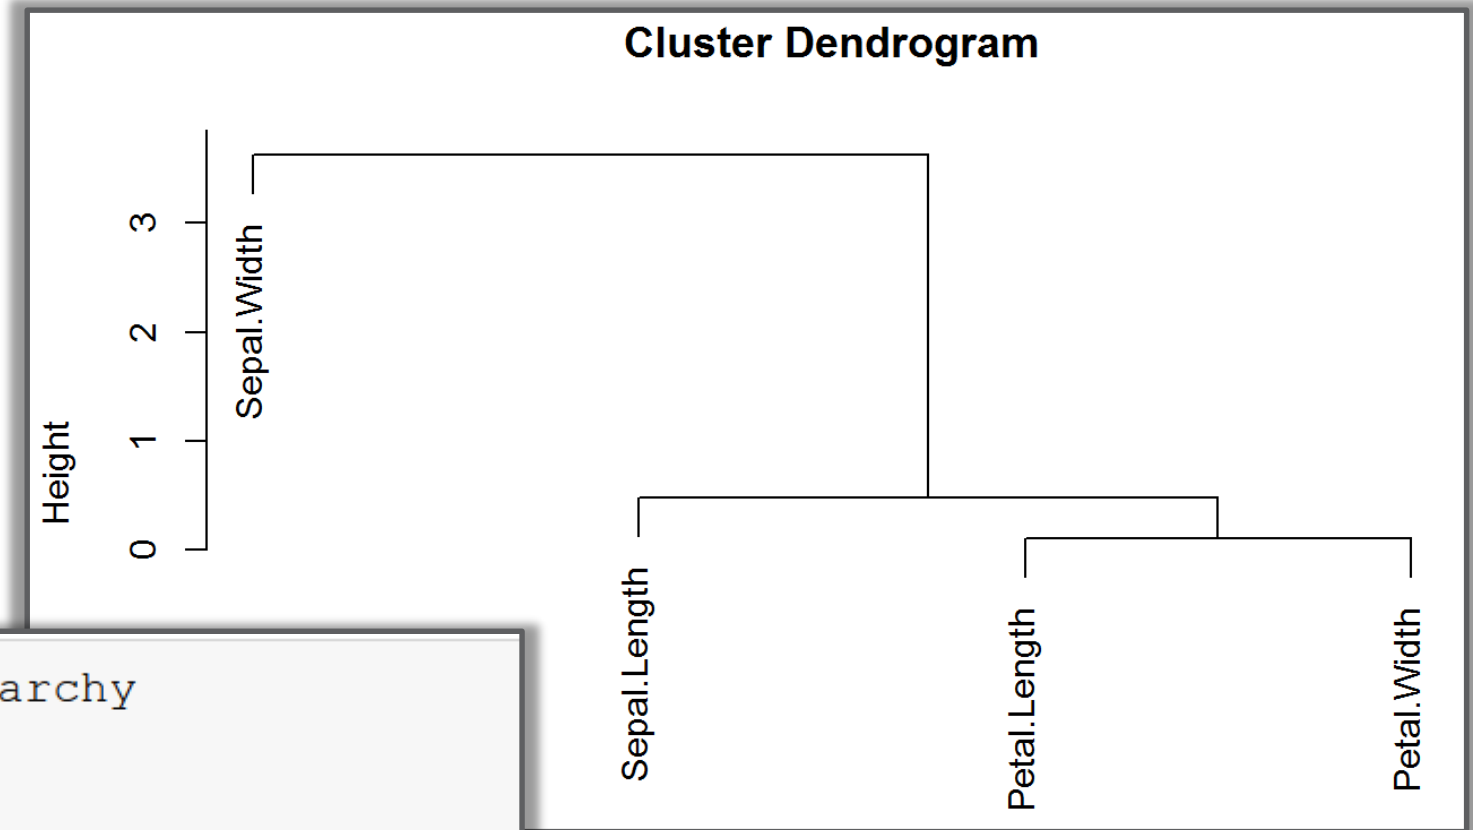 Cluster Dendrogram
Height
3
2
1
0
Sepal.Width
Sepal.Length
Petal.Length
Petal.Width
archy